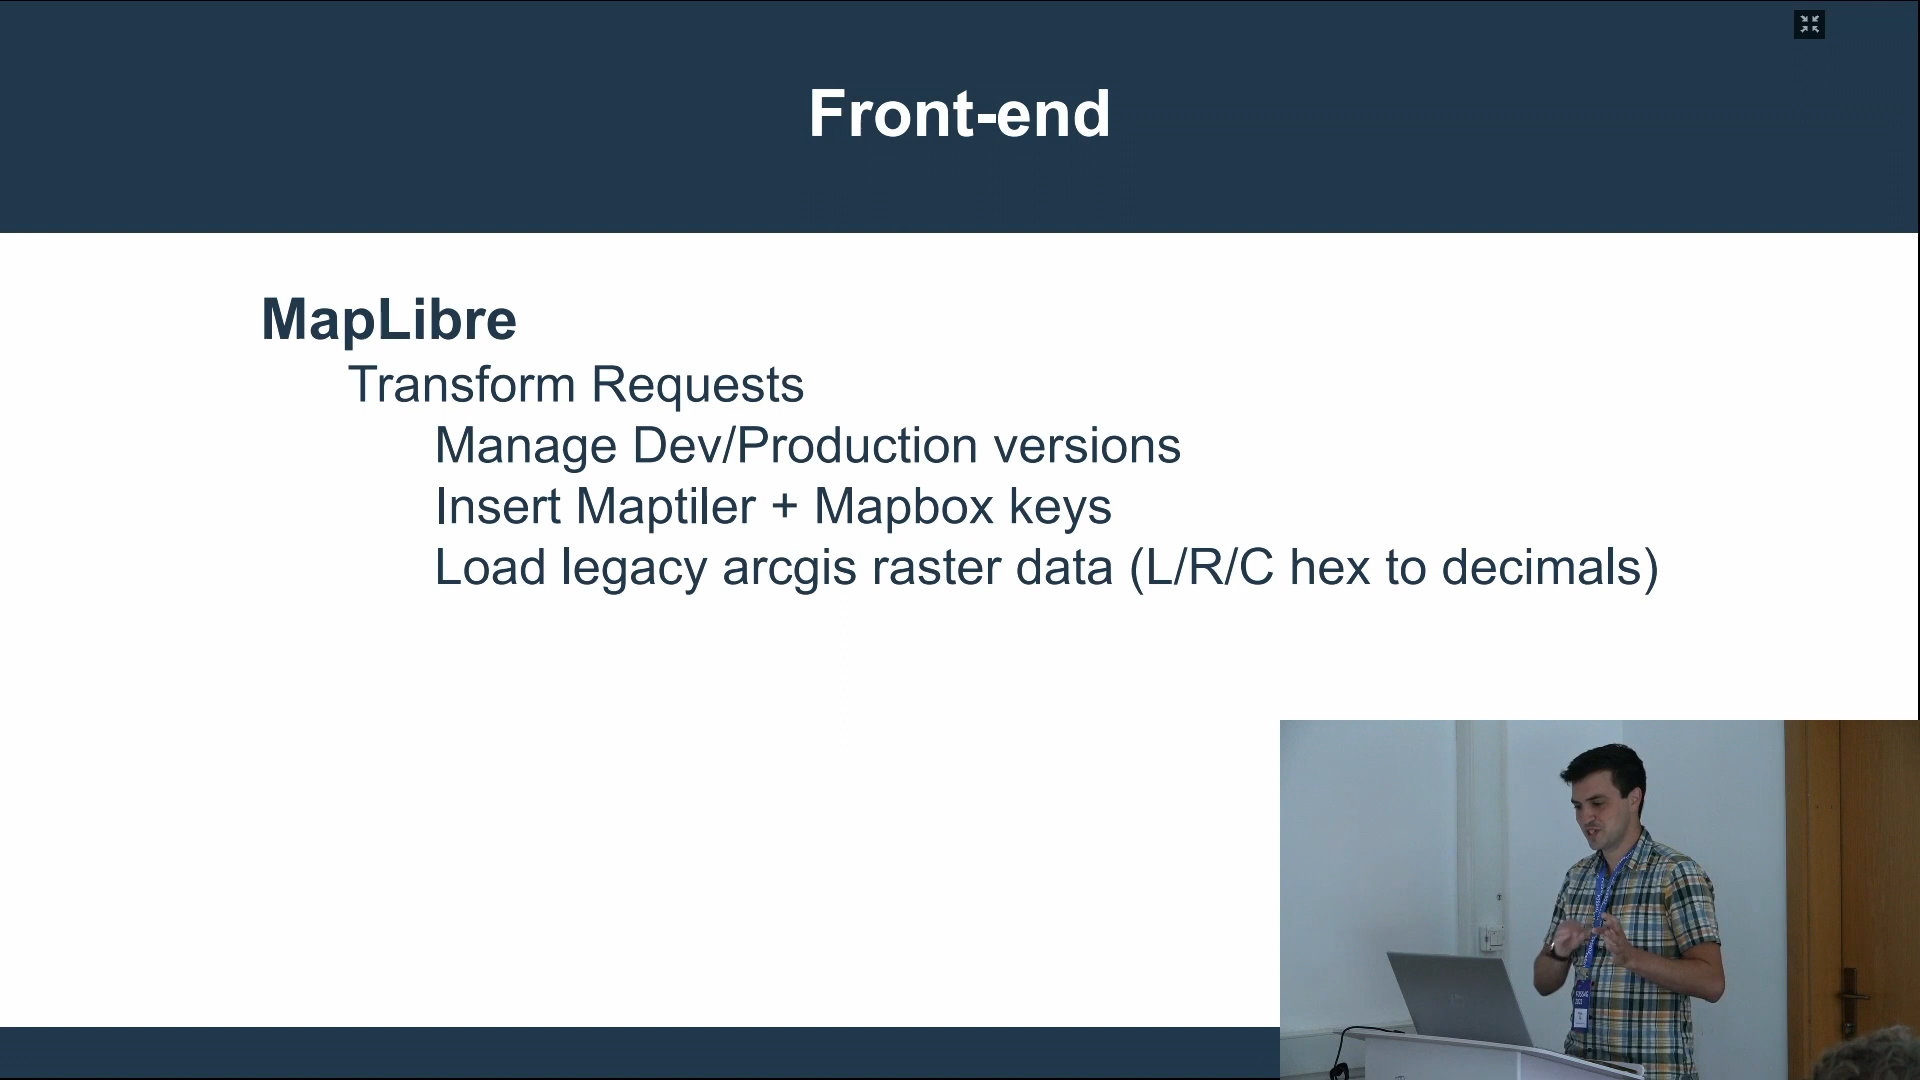 Front-end
MapLibre
Transform Requests
Manage Dev/Production versions
Insert Maptiler + Mapbox keys
Load legacy arcgis raster data (L/R/C hex to decimals)